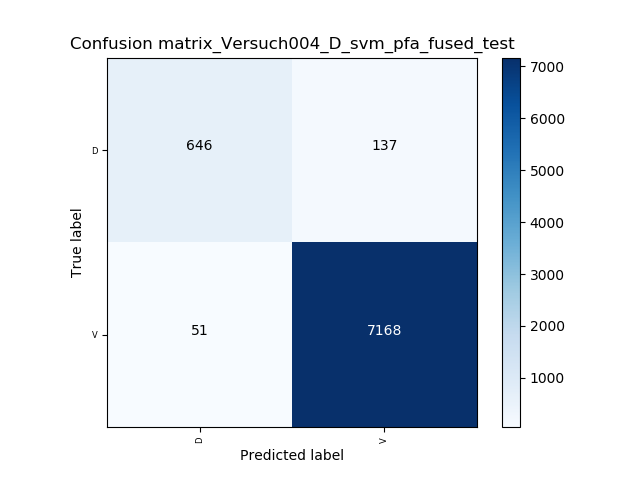 Confusion matrix_Versuch004_D_svm_pfa_fused_test
7000
6000
5000
4000
3000
2000
1000
True label
D
646
137
V
51
7168
D
V
Predicted label